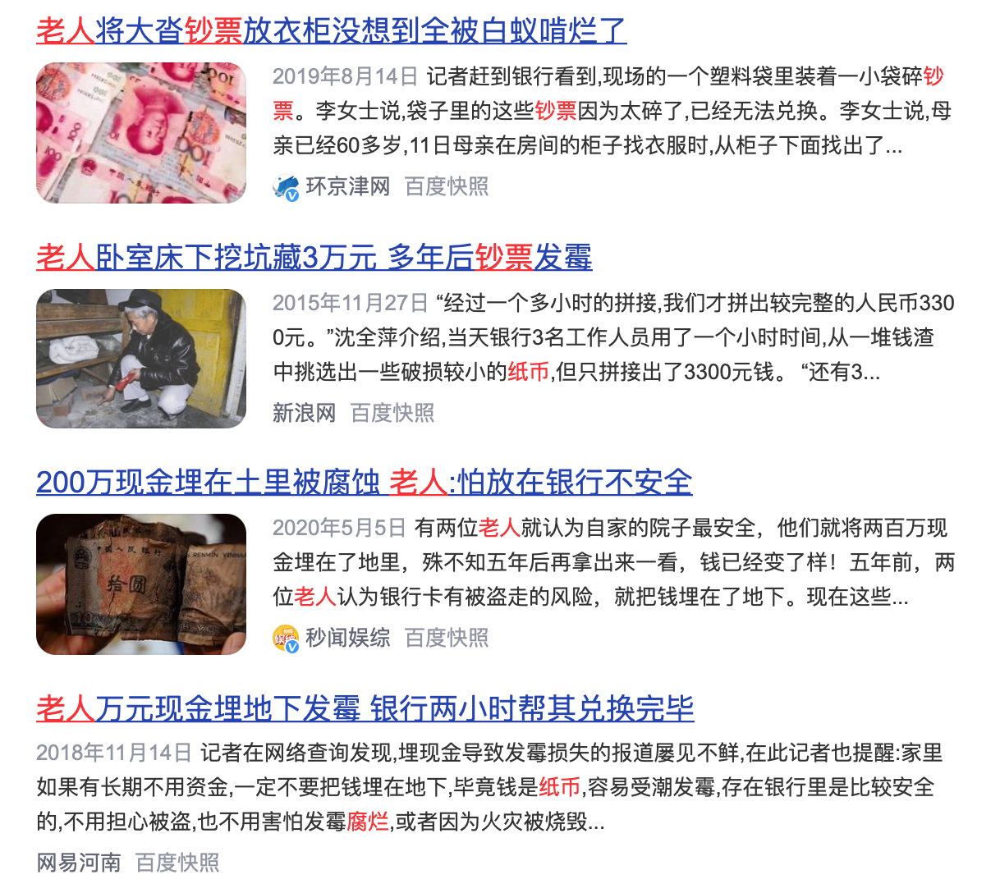 老人将大沓钞票放衣柜没想到全被白蚁啃烂了
2019年8月14日 记者赶到银行看到,现场的一个塑料袋里装着一小袋碎钞
票。李女士说,袋子里的这些钞票因为太碎了,已经无法兑换。李女士说,母
亲已经60多岁,11日母亲在房间的柜子找衣服时,从柜子下面找出了...
环京津网 百度快照
老人卧室床下挖坑藏3万元 多年后钞票发霉
2015年11月27日 “经过一个多小时的拼接,我们才拼出较完整的人民币330
0元。”沈全萍介绍,当天银行3名工作人员用了一个小时时间,从一堆钱渣
中挑选出一些破损较小的纸币,但只拼接出了3300元钱。 “还有3...
新浪网 百度快照
200万现金埋在土里被腐蚀 老人:怕放在银行不安全
中国人民银行
RENMIN YINHA
拾圆
10
2020年5月5日 有两位老人就认为自家的院子最安全，他们就将两百万现
金埋在了地里，殊不知五年后再拿出来一看，钱已经变了样！五年前，两
位老人认为银行卡有被盗走的风险，就把钱埋在了地下。现在这些...
秒闻娱综 百度快照
老人万元现金埋地下发霉 银行两小时帮其兑换完毕
2018年11月14日 记者在网络查询发现,埋现金导致发霉损失的报道屡见不鲜,在此记者也提醒:家里
如果有长期不用资金,一定不要把钱埋在地下,毕竟钱是纸币,容易受潮发霉,存在银行里是比较安全
的,不用担心被盗,也不用害怕发霉腐烂,或者因为火灾被烧毁...
网易河南 百度快照